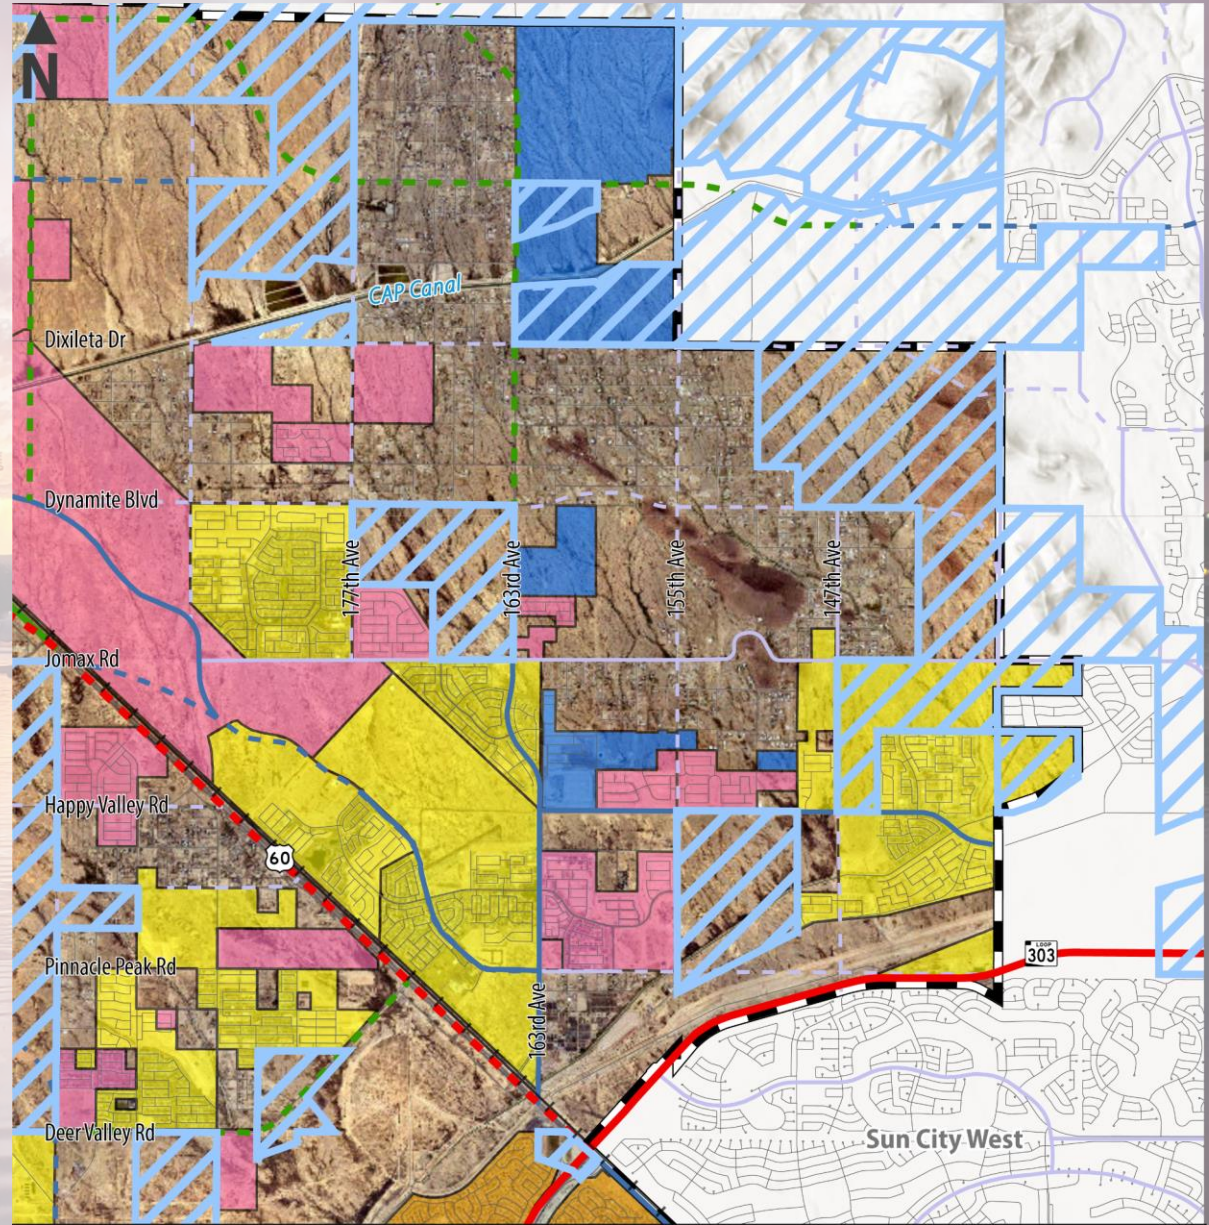 N
CAP Canal
Dixileta Dr
Dynamite Blvd
177th Ave
163rd Ave
155th Ave
147th Ave
Jomax Rd
Happy Valley Rd
60
Pinnacle Peak Rd
LOOP
303
163rd Ave
Deer Valley Rd
Sun City West